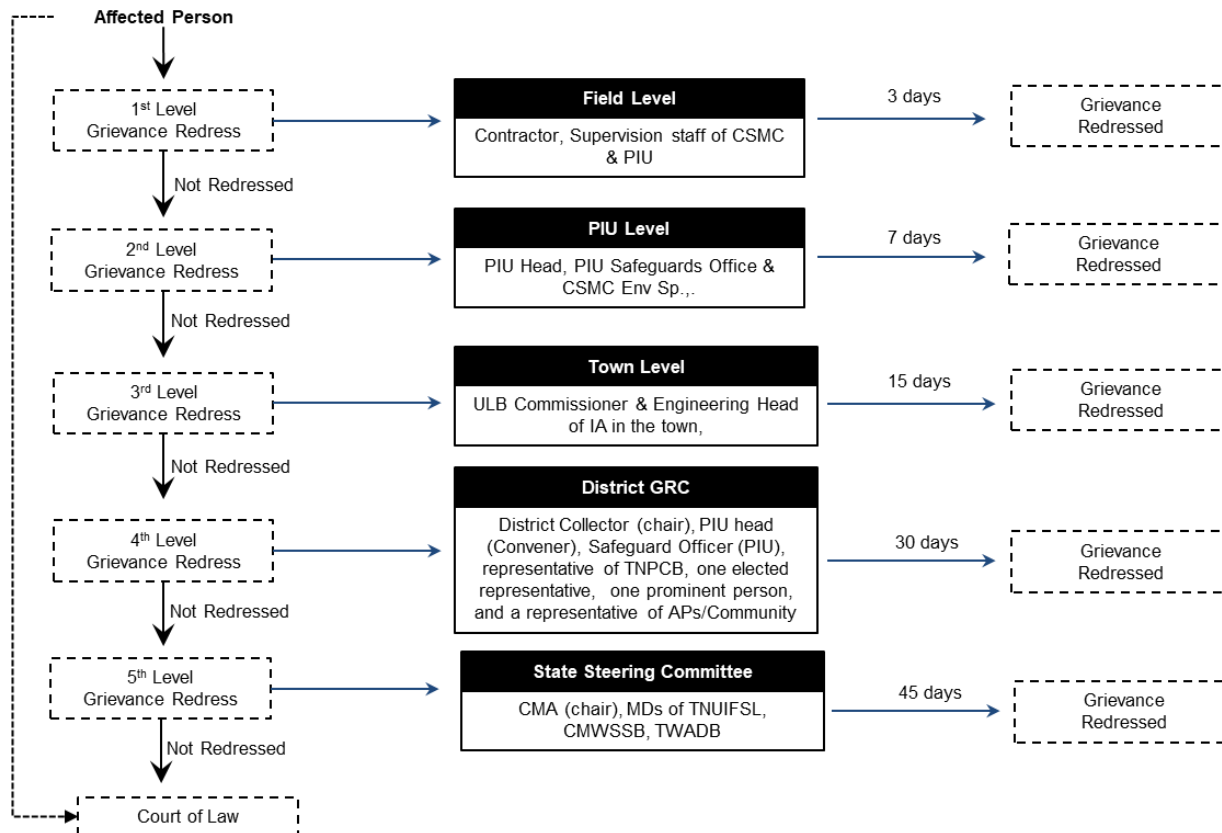 Affected Person
1st Level
Grievance Redress
Field Level
Contractor, Supervision staff of CSMC
& PIU
3 days
Grievance
Redressed
Not Redressed
2nd Level
Grievance Redress
PIU Level
PIU Head, PIU Safeguards Office &
CSMC Env Sp.,.
7 days
Grievance
Redressed
Not Redressed
3rd Level
Grievance Redress
Town Level
ULB Commissioner & Engineering Head
of IA in the town,
15 days
Grievance
Redressed
Not Redressed
4th Level
Grievance Redress
District GRC
District Collector (chair), PIU head
(Convener), Safeguard Officer (PIU),
representative of TNPCB, one elected
representative, one prominent person,
and a representative of APs/Community
30 days
Grievance
Redressed
Not Redressed
5th Level
Grievance Redress
State Steering Committee
CMA (chair), MDs of TNUIFSL,
CMWSSB, TWADB
45 days
Grievance
Redressed
Not Redressed
Court of Law